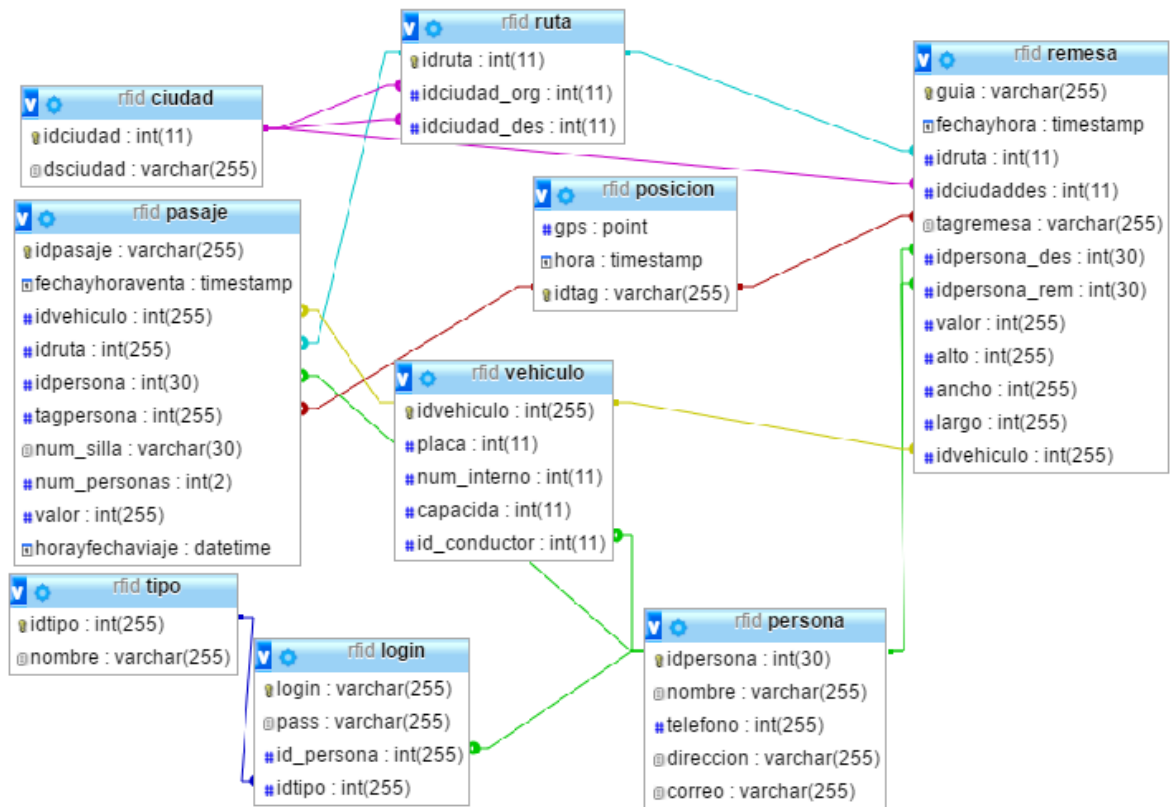 rfid ruta
idruta : int(11)
idciudad_org : int(11)
idciudad_des : int(11)
rfid remesa
guia : varchar(255)
fechayhora : timestamp
idruta : int(11)
idciudaddes : int(11)
tagremesa : varchar(255)
idpersona_des : int(30)
idpersona_rem : int(30)
valor : int(255)
alto : int(255)
ancho : int(255)
largo : int(255)
idvehiculo : int(255)
rfid ciudad
idciudad : int(11)
dsciudad : varchar(255)
rfid posicion
gps : point
hora : timestamp
idtag : varchar(255)
rfid pasaje
idpasaje : varchar(255)
fechayhoraventa : timestamp
idvehiculo : int(255)
idruta : int(255)
idpersona : int(30)
tagpersona : int(255)
num_silla : varchar(30)
num_personas : int(2)
valor : int(255)
horayfechaviaje : datetime
rfid vehiculo
idvehiculo : int(255)
placa : int(11)
num_interno : int(11)
capacida : int(11)
id_conductor : int(11)
rfid tipo
idtipo : int(255)
nombre : varchar(255)
rfid login
login : varchar(255)
pass : varchar(255)
id_persona : int(255)
idtipo : int(255)
rfid persona
idpersona : int(30)
nombre : varchar(255)
telefono : int(255)
direccion : varchar(255)
correo : varchar(255)